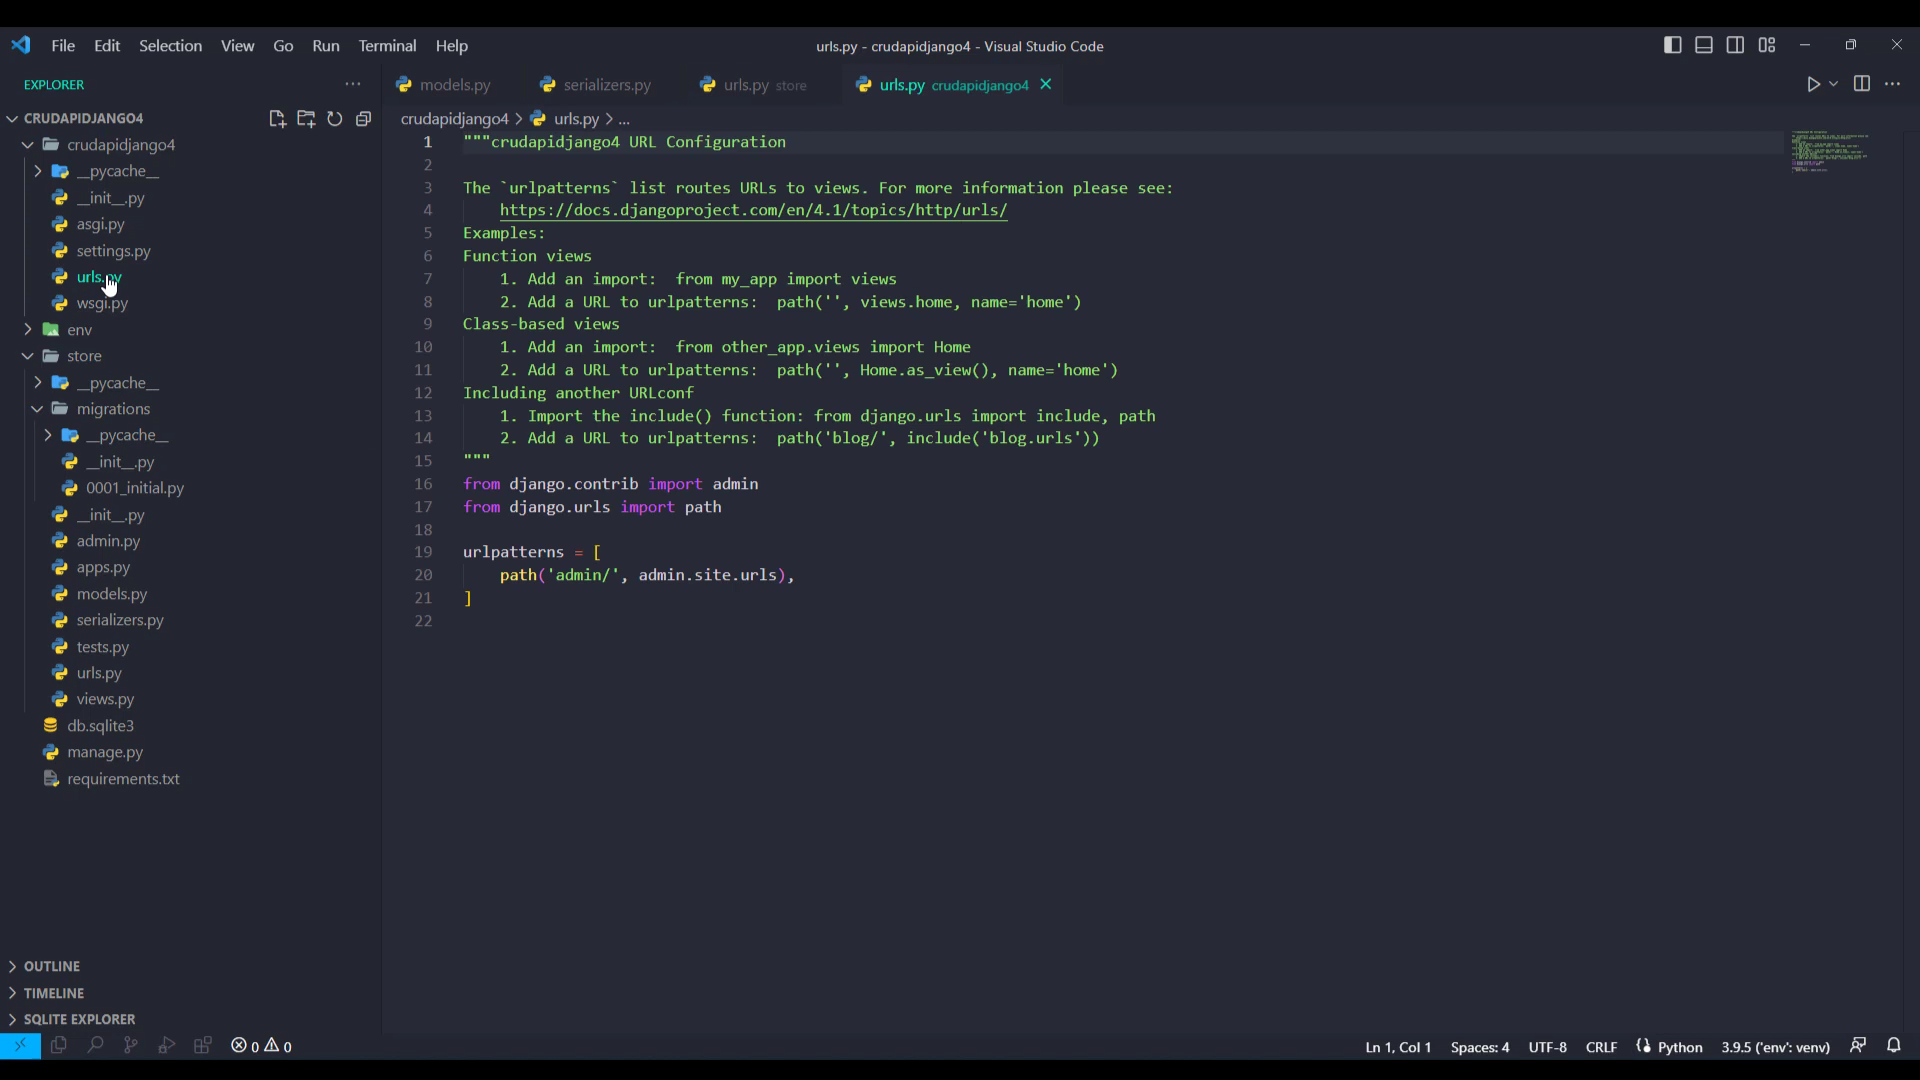 File Edit Selection View Go Run Terminal Help
urls.py - crudapidjango4 - Visual Studio Code
EXPLORER
CRUDAPIDJANGO4
crudapidjango4
__pycache__
__init__.py
asgi.py
settings.py
urls.py
wsgi.py
env
store
__pycache__
migrations
__pycache__
__init__.py
0001_initial.py
__init__.py
admin.py
apps.py
models.py
serializers.py
tests.py
urls.py
views.py
db.sqlite3
manage.py
requirements.txt
OUTLINE
TIMELINE
SQLITE EXPLORER
models.py serializers.py urls.py store urls.py crudapidjango4
crudapidjango4 > urls.py > ...
1 """crudapidjango4 URL Configuration
2
3 The `urlpatterns` list routes URLs to views. For more information please see:
4     https://docs.djangoproject.com/en/4.1/topics/http/urls/
5 Examples:
6 Function views
7     1. Add an import:  from my_app import views
8     2. Add a URL to urlpatterns:  path('', views.home, name='home')
9 Class-based views
10     1. Add an import:  from other_app.views import Home
11     2. Add a URL to urlpatterns:  path('', Home.as_view(), name='home')
12 Including another URLconf
13     1. Import the include() function: from django.urls import include, path
14     2. Add a URL to urlpatterns:  path('blog/', include('blog.urls'))
15 """
16 from django.contrib import admin
17 from django.urls import path
18
19 urlpatterns = [
20     path('admin/', admin.site.urls),
21 ]
22
0 0
Ln 1, Col 1 Spaces: 4 UTF-8 CRLF Python 3.9.5 ('env': venv)